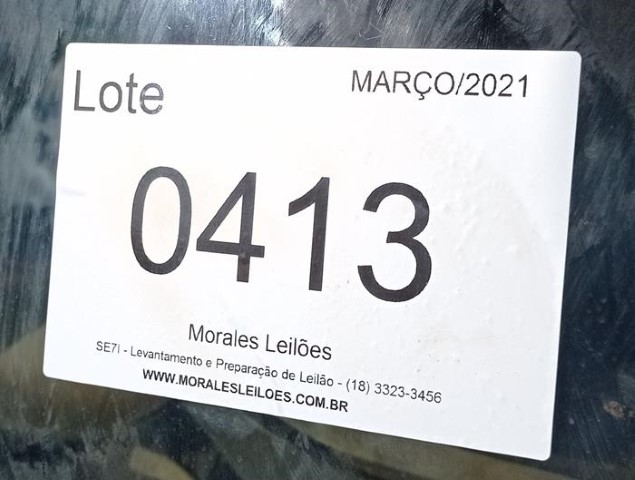 Lote
MARÇO/2021
0413
Morales Leilões
SE7I - Levantamento e Preparação de Leilão - (18) 3323-3456
WWW.MORALESLEILOES.COM.BR